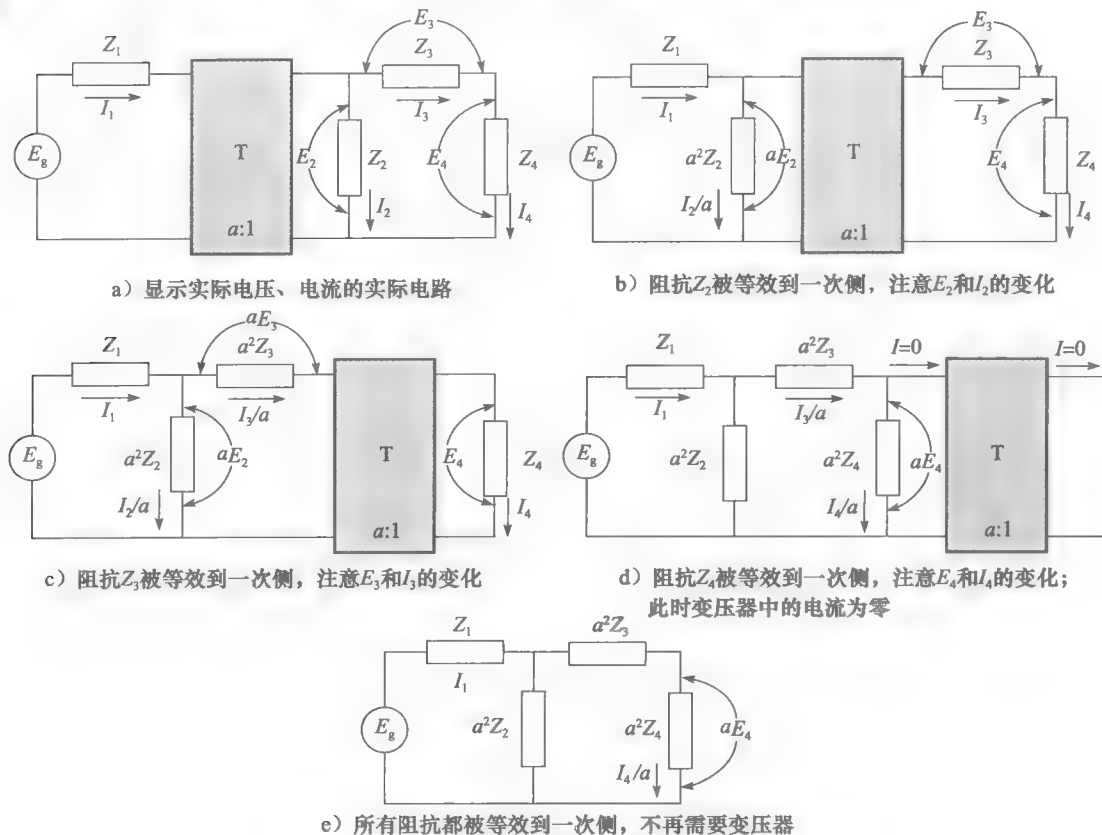 E₃
Z₁
Z₃
I₁
I₃
E_g
T
E₂
Z₂
E₄
Z₄
I₂
I₄
a:1
a）显示实际电压、电流的实际电路
E₃
Z₁
Z₃
I₁
I₃
E_g
a²Z₂
aE₂
T
E₄
Z₄
I₂/a
I₄
a:1
b）阻抗Z₂被等效到一次侧，注意E₂和I₂的变化
aE₃
Z₁
a²Z₃
I₁
I₃/a
E_g
a²Z₂
aE₂
T
E₄
Z₄
I₂/a
I₄
a:1
c）阻抗Z₃被等效到一次侧，注意E₃和I₃的变化
Z₁
a²Z₃
I=0
I=0
I₁
I₃/a
E_g
a²Z₂
a²Z₄
aE₄
T
I₄/a
a:1
d）阻抗Z₄被等效到一次侧，注意E₄和I₄的变化；
此时变压器中的电流为零
Z₁
a²Z₃
I₁
E_g
a²Z₂
a²Z₄
aE₄
I₄/a
e）所有阻抗都被等效到一次侧，不再需要变压器